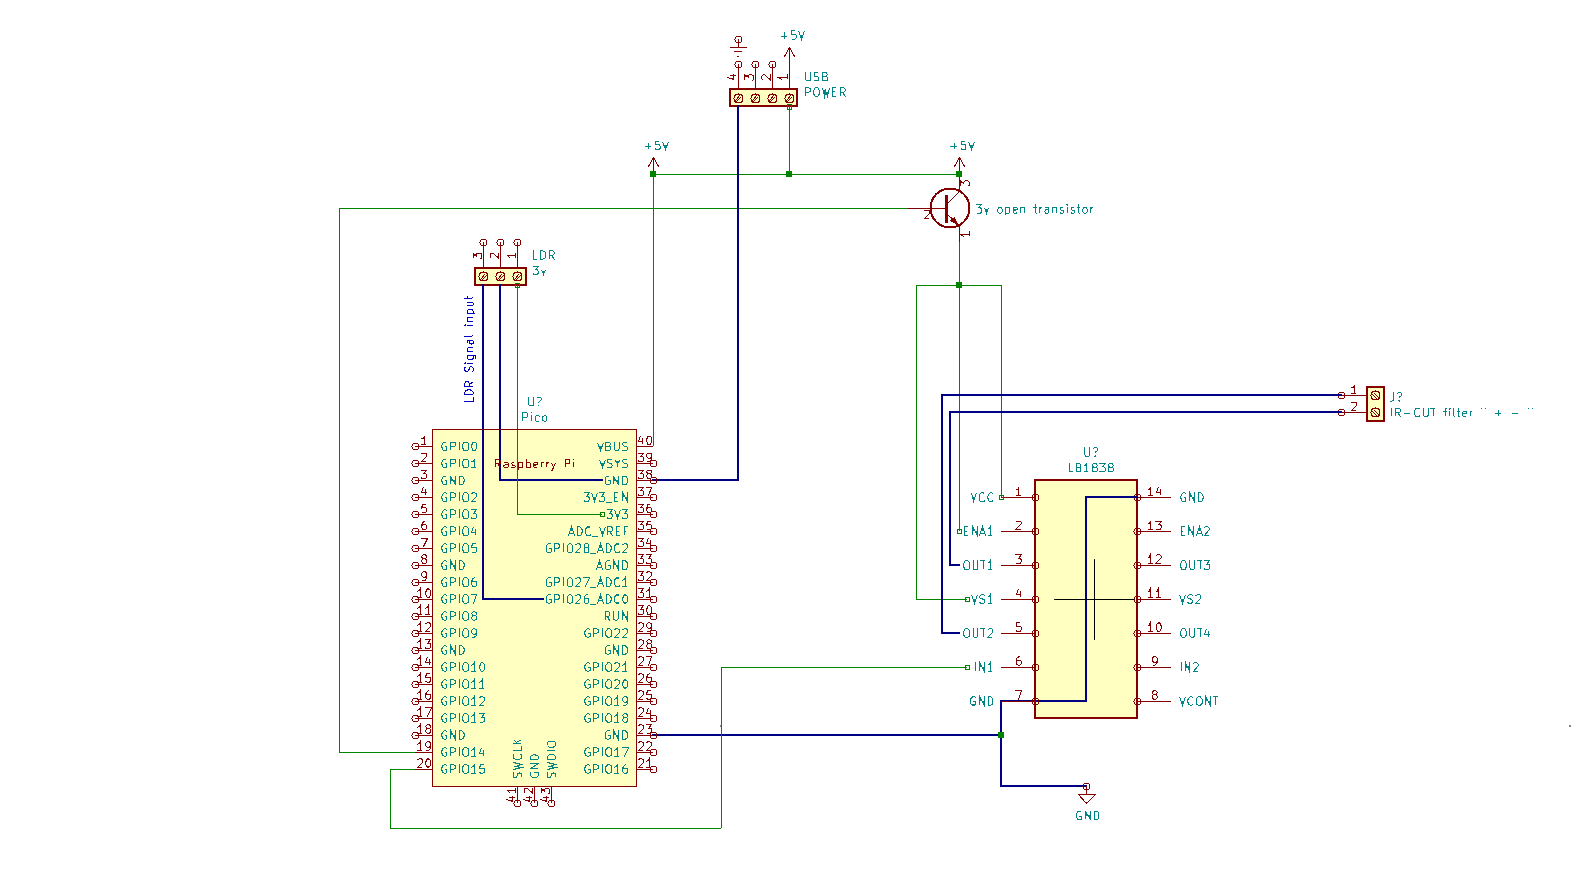 +5V
4 3 2 1
USB
POWER
+5V
+5V
3
2
3v open transistor
1
3 2 1
LDR
3v
LDR Signal input
U?
Pico
Raspberry Pi
1 GPIO0
2 GPIO1
3 GND
4 GPIO2
5 GPIO3
6 GPIO4
7 GPIO5
8 GND
9 GPIO6
10 GPIO7
11 GPIO8
12 GPIO9
13 GND
14 GPIO10
15 GPIO11
16 GPIO12
17 GPIO13
18 GND
19 GPIO14
20 GPIO15
VBUS 40
VSYS 39
GND 38
3V3_EN 37
3V3 36
ADC_VREF 35
GPIO28_ADC2 34
AGND 33
GPIO27_ADC1 32
GPIO26_ADC0 31
RUN 30
GPIO22 29
GND 28
GPIO21 27
GPIO20 26
GPIO19 25
GPIO18 24
GND 23
GPIO17 22
GPIO16 21
SWCLK GND SWDIO
41 42 43
1
2
J?
IR-CUT filter " + - "
U?
LB1838
VCC 1
ENA1 2
OUT1 3
VS1 4
OUT2 5
IN1 6
GND 7
14 GND
13 ENA2
12 OUT3
11 VS2
10 OUT4
9 IN2
8 VCONT
GND